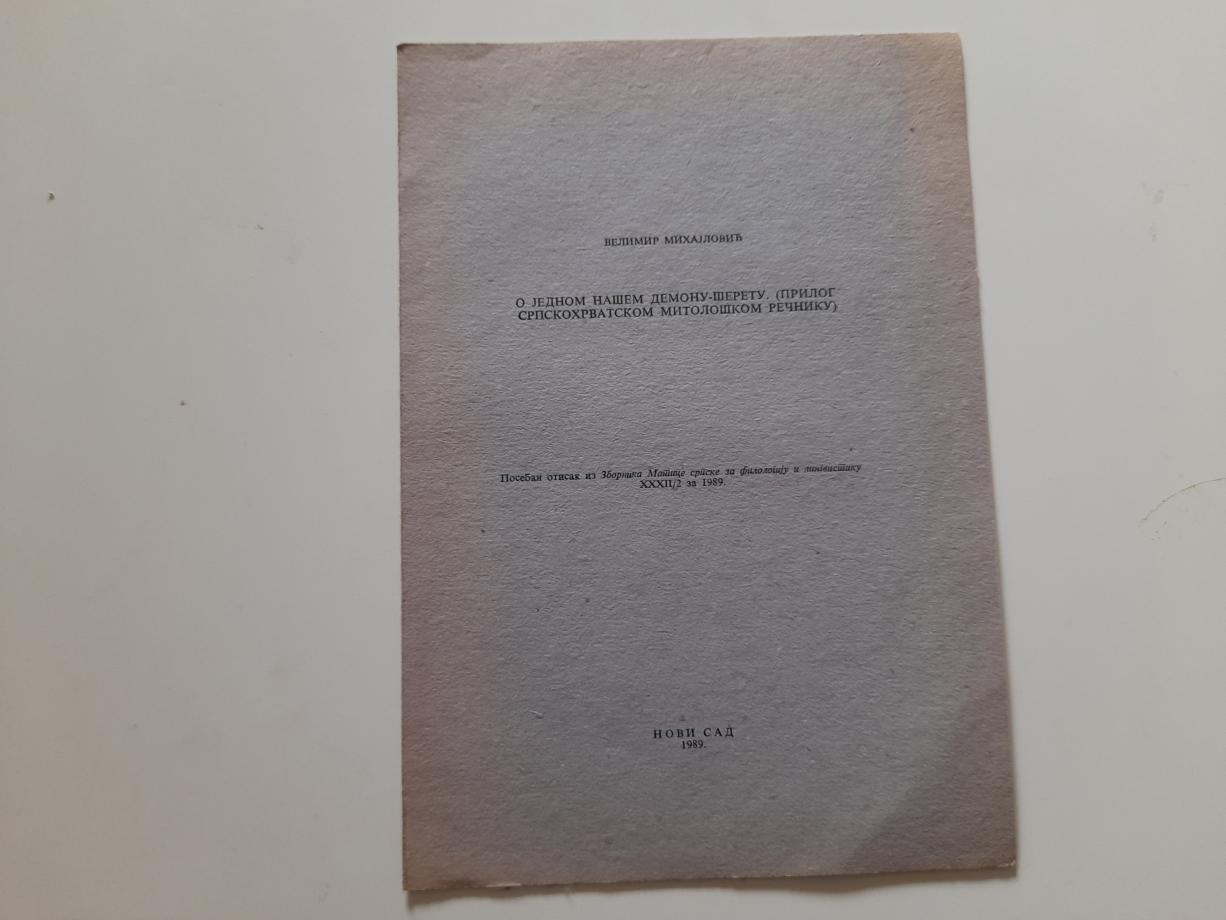 ВЕЛИМИР МИХАЈЛОВИЋ
О ЈЕДНОМ НАШЕМ ДЕМОНУ-ШЕРЕТУ. (ПРИЛОГ
СРПСКОХРВАТСКОМ МИТОЛОШКОМ РЕЧНИКУ)
Посебан отисак из Зборника Матице српске за филологију и лингвистику
XXXII/2 за 1989.
НОВИ САД
1989.